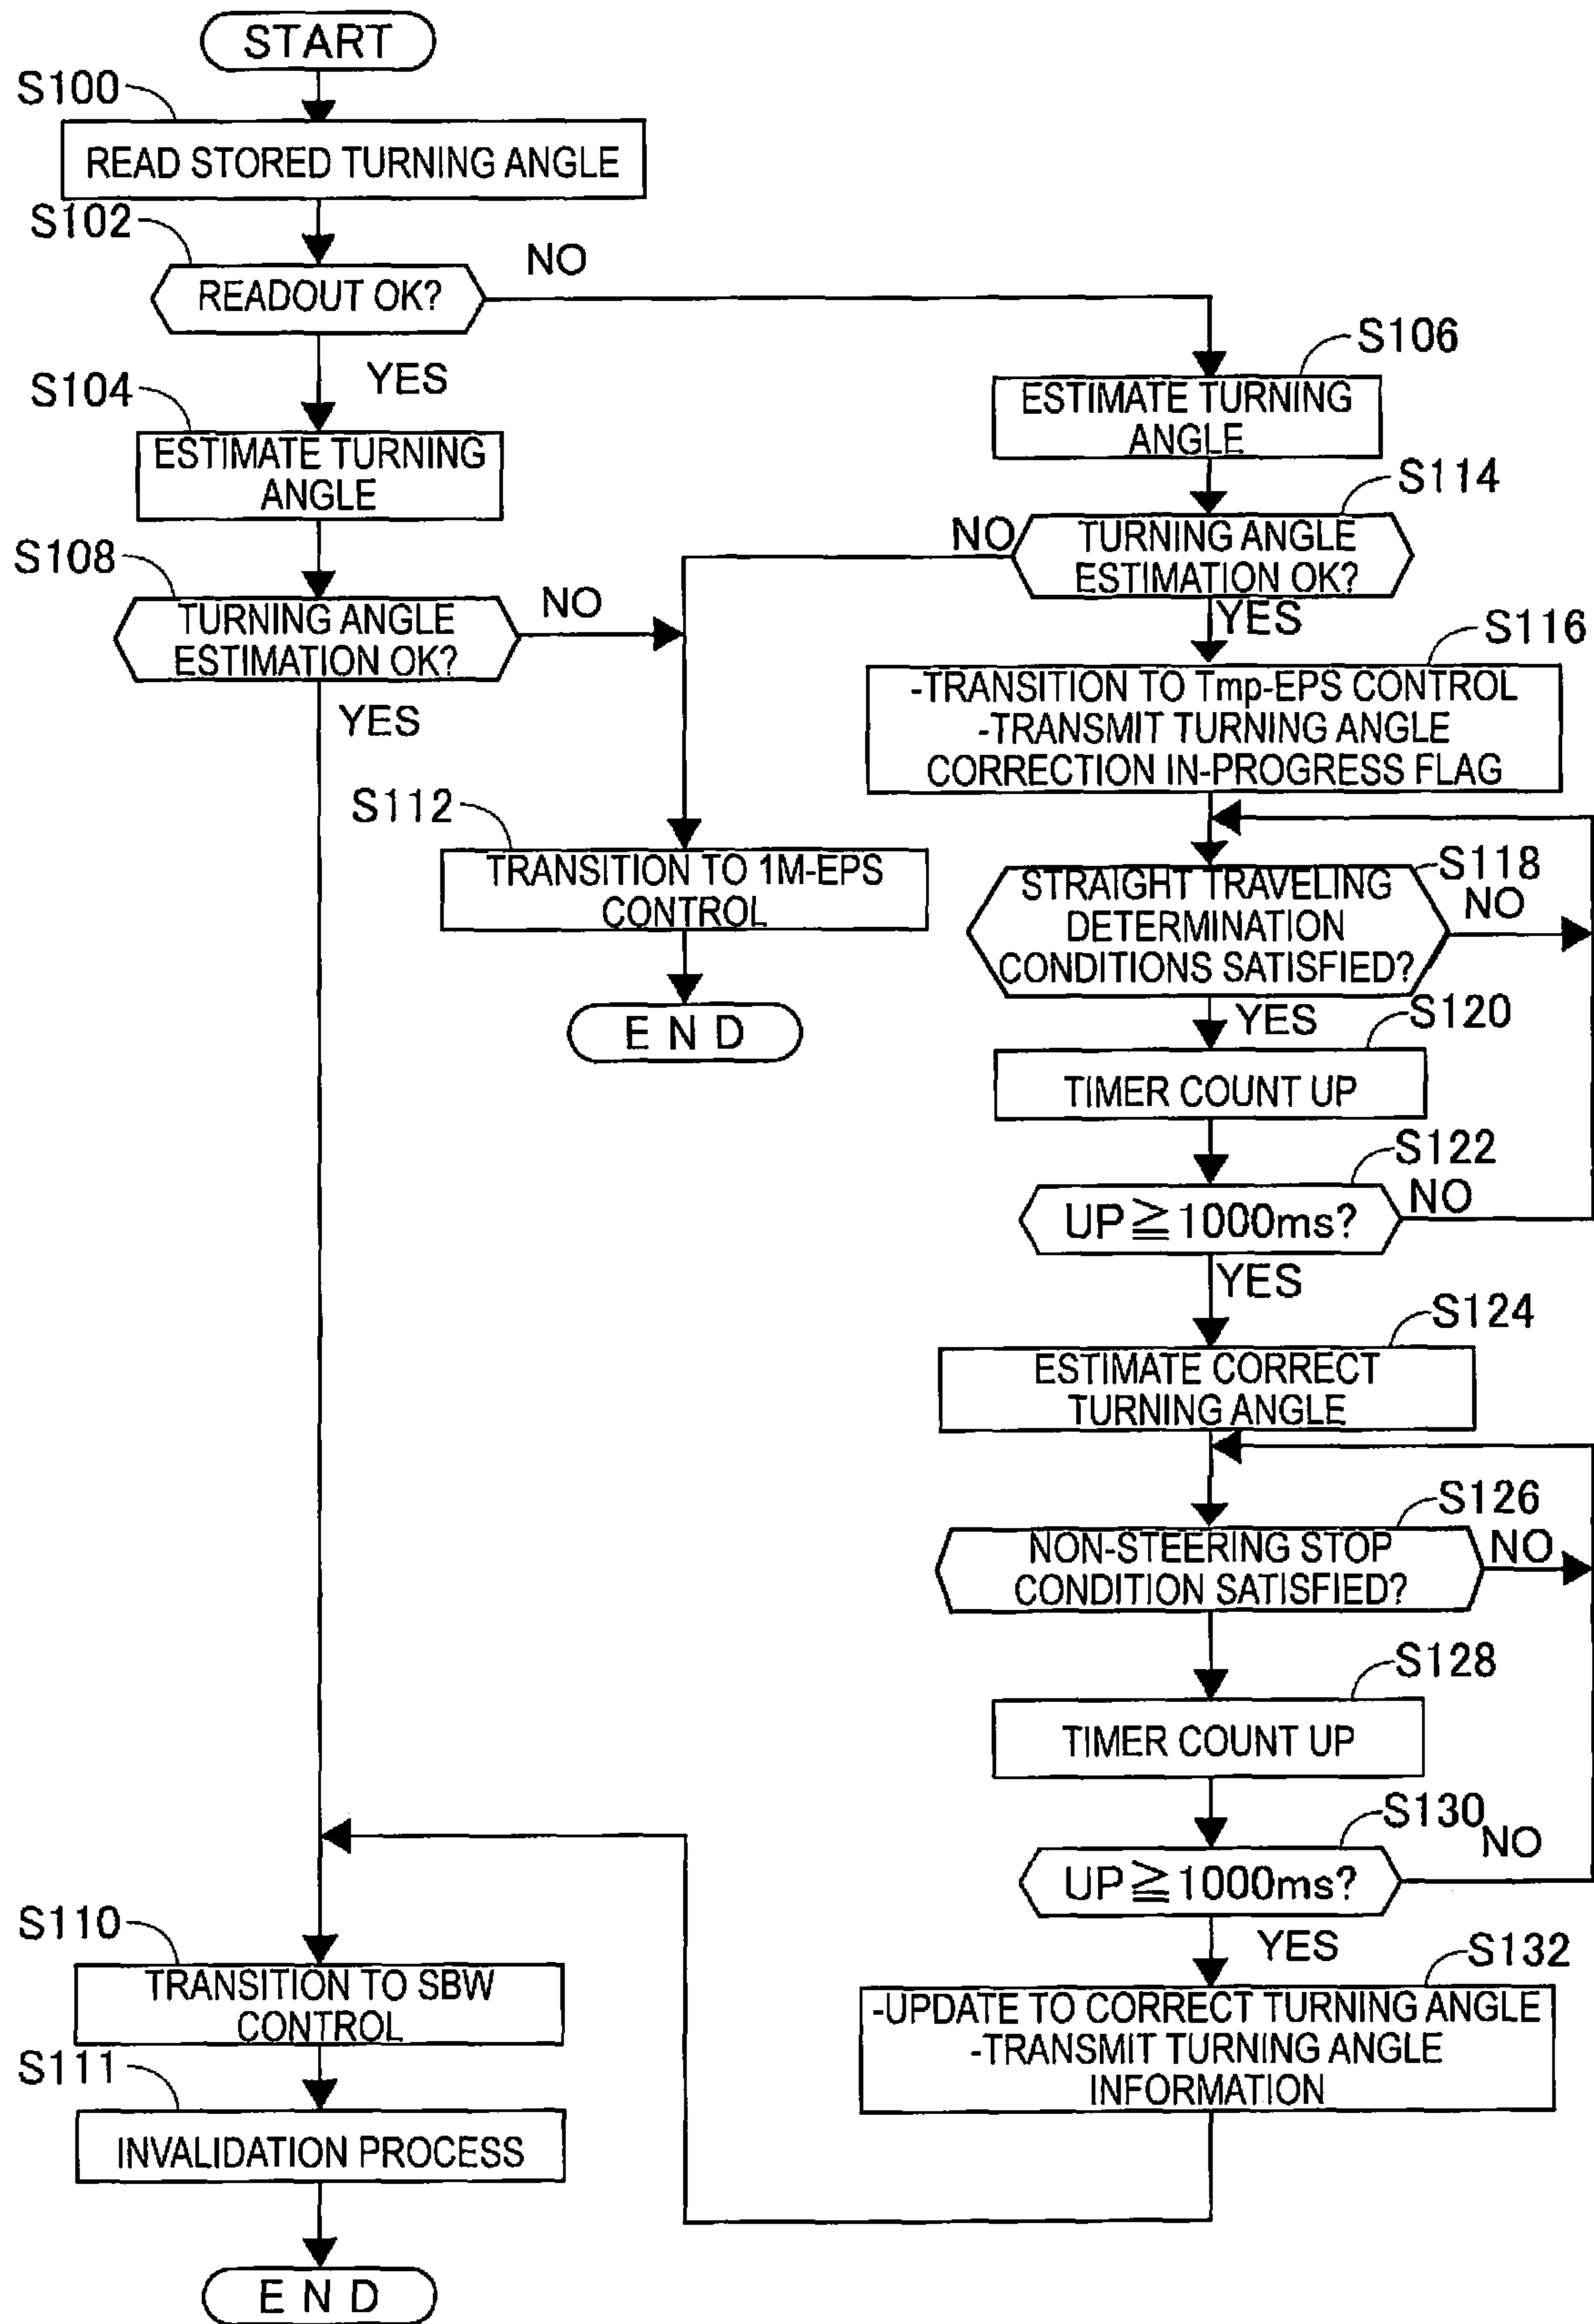 START
S100
READ STORED TURNING ANGLE
S102
READOUT OK?
NO
YES
S104
ESTIMATE TURNING
ANGLE
S106
ESTIMATE TURNING
ANGLE
S108
TURNING ANGLE
ESTIMATION OK?
NO
YES
S114
TURNING ANGLE
ESTIMATION OK?
NO
YES
S116
-TRANSITION TO Tmp-EPS CONTROL
-TRANSMIT TURNING ANGLE
CORRECTION IN-PROGRESS FLAG
S112
TRANSITION TO 1M-EPS
CONTROL
END
S118
STRAIGHT TRAVELING
DETERMINATION
CONDITIONS SATISFIED?
NO
YES
S120
TIMER COUNT UP
S122
UP≧1000ms?
NO
YES
S124
ESTIMATE CORRECT
TURNING ANGLE
S126
NON-STEERING STOP
CONDITION SATISFIED?
NO
S128
TIMER COUNT UP
S130
UP≧1000ms?
NO
YES
S132
-UPDATE TO CORRECT TURNING ANGLE
-TRANSMIT TURNING ANGLE
INFORMATION
S110
TRANSITION TO SBW
CONTROL
S111
INVALIDATION PROCESS
END